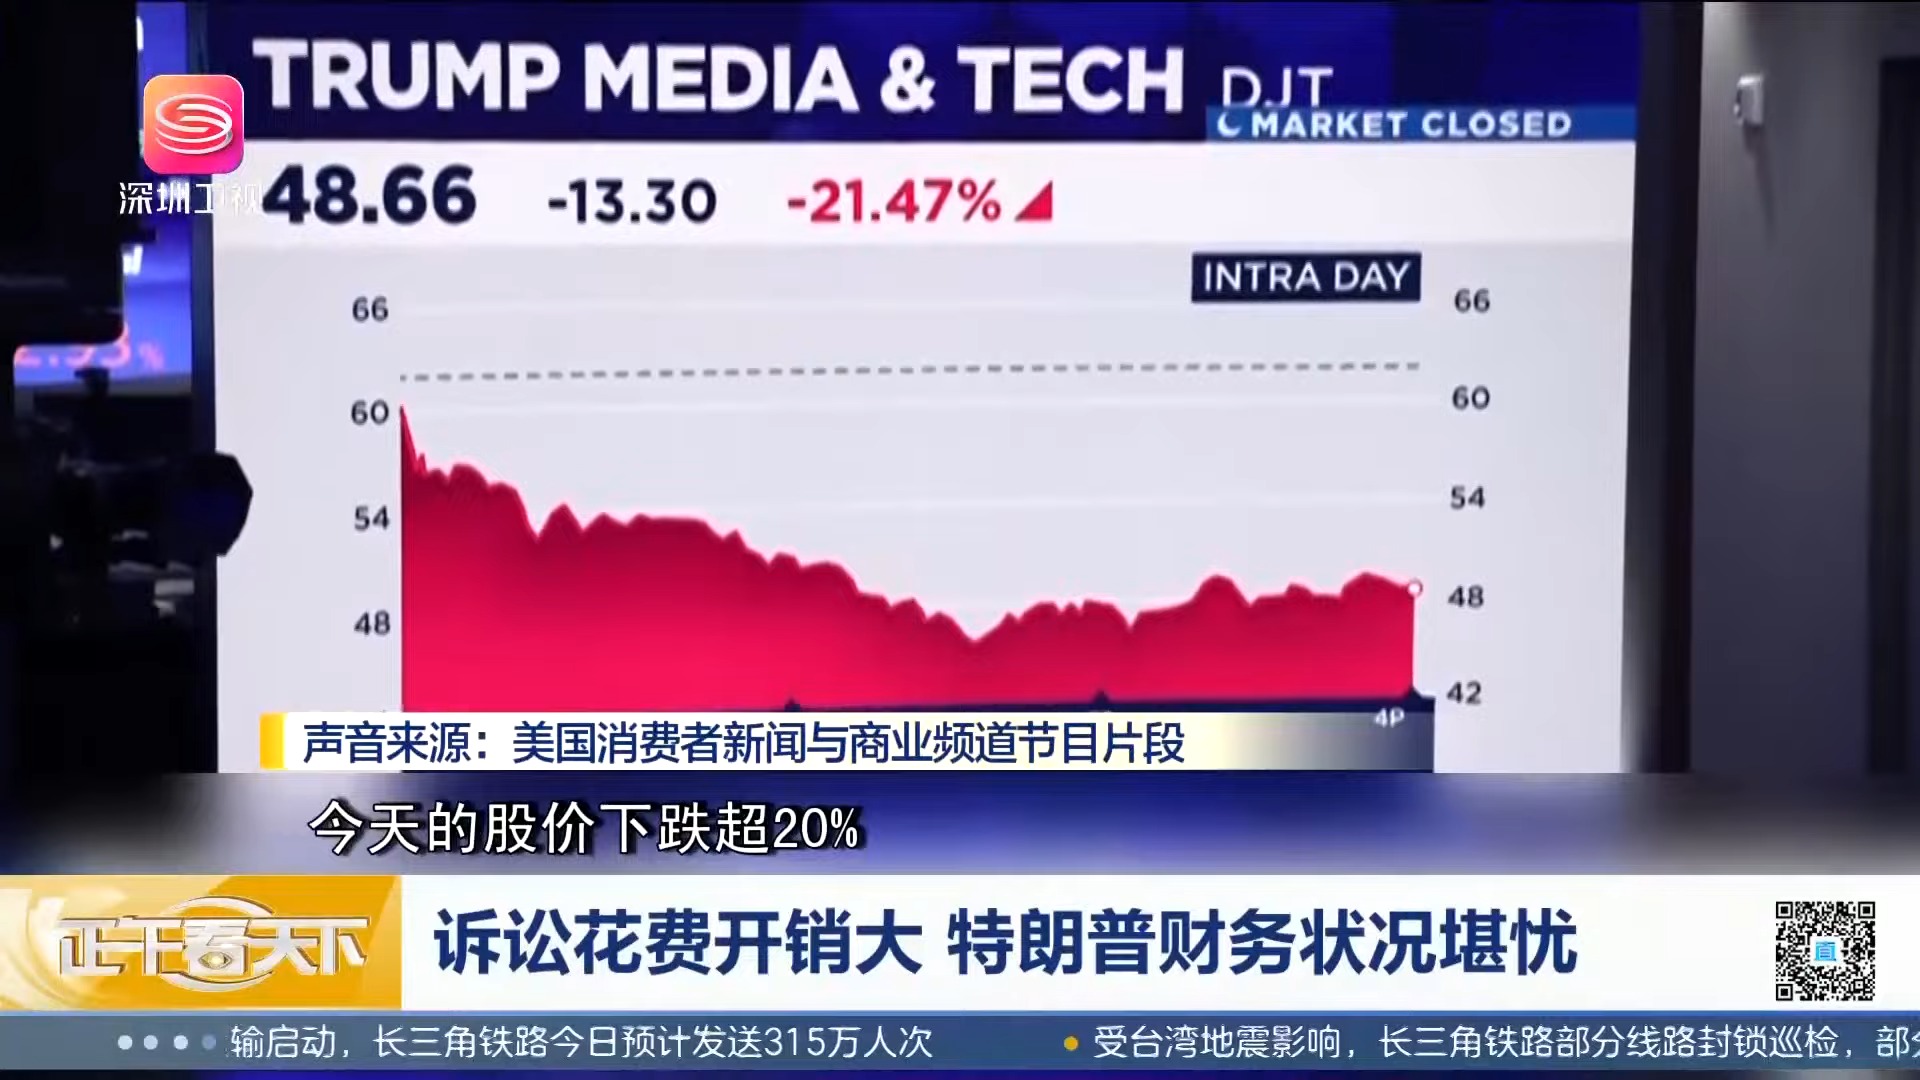 TRUMP MEDIA & TECH DJT
MARKET CLOSED
深圳卫视
48.66 -13.30 -21.47%
INTRA DAY
66 66
60 60
54 54
48 48
42
4P
声音来源：美国消费者新闻与商业频道节目片段
今天的股价下跌超20%
正午看天下
诉讼花费开销大 特朗普财务状况堪忧
直
输启动，长三角铁路今日预计发送315万人次
受台湾地震影响，长三角铁路部分线路封锁巡检，部分